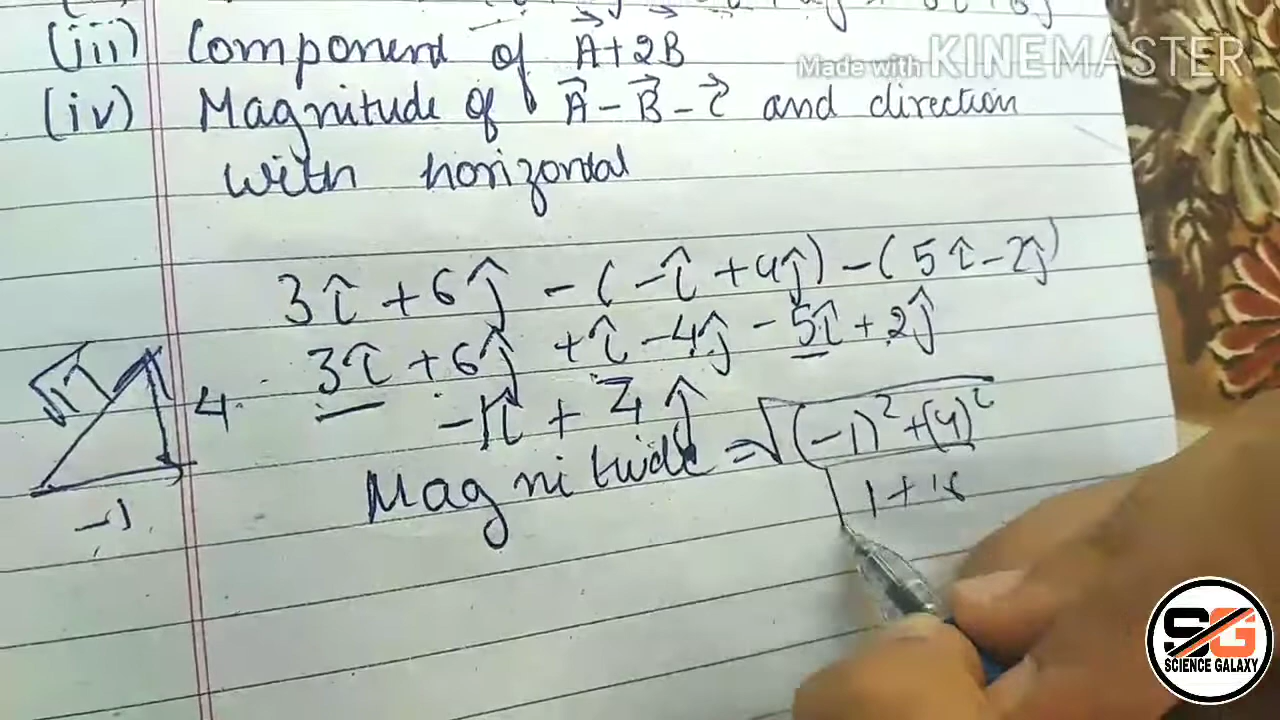 (iii) Component of A⃗+2B
(iv) Magnitude of A⃗ - B⃗ - C⃗ and direction
with horizontal
3î + 6ĵ - (-î + 4ĵ) - (5î - 2ĵ)
3î + 6ĵ + î - 4ĵ - 5î + 2ĵ
-1î + 4ĵ
Magnitude = √(-1)² + (4)²
1 + 16
√17
4
-1
Made with KINEMASTER
SG
SCIENCE GALAXY